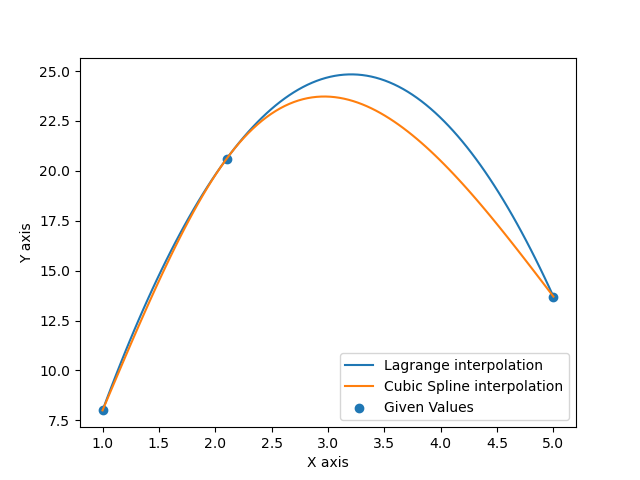 25.0
22.5
20.0
17.5
15.0
12.5
10.0
7.5
Y axis
1.0 1.5 2.0 2.5 3.0 3.5 4.0 4.5 5.0
X axis
Lagrange interpolation
Cubic Spline interpolation
Given Values